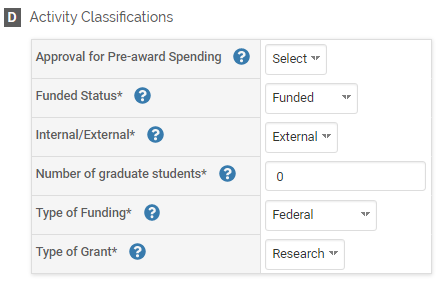 D Activity Classifications
Approval for Pre-award Spending ? Select
Funded Status* ? Funded
Internal/External* ? External
Number of graduate students* ? 0
Type of Funding* ? Federal
Type of Grant* ? Research